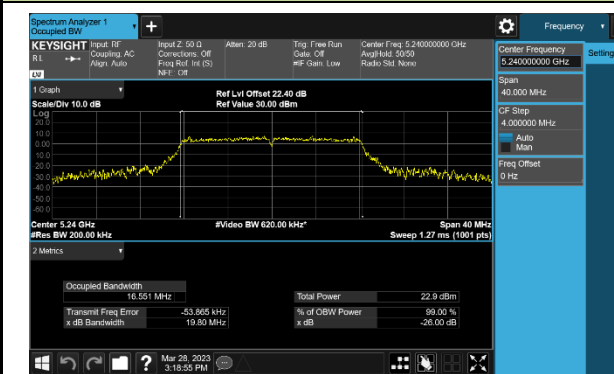 Spectrum Analyzer 1
Occupied BW
+
Frequency
KEYSIGHT
Input: RF
Input Z: 50 Ω
Atten: 20 dB
Trig: Free Run
Center Freq: 5.240000000 GHz
RL
Coupling: AC
Corrections: Off
Gate: Off
Avg|Hold: 50/50
Align: Auto
Freq Ref: Int (S)
#IF Gain: Low
Radio Std: None
NFE: Off
Center Frequency
5.240000000 GHz
Settings
Span
40.000 MHz
CF Step
4.000000 MHz
Auto
Man
Freq Offset
0 Hz
1 Graph
Ref Lvl Offset 22.40 dB
Scale/Div 10.0 dB
Ref Value 30.00 dBm
Log
20.0
10.0
0.00
-10.0
-20.0
-30.0
-40.0
-50.0
-60.0
Center 5.24 GHz
#Video BW 620.00 kHz*
Span 40 MHz
#Res BW 200.00 kHz
Sweep 1.27 ms (1001 pts)
2 Metrics
Occupied Bandwidth
16.551 MHz
Total Power
22.9 dBm
Transmit Freq Error
-53.865 kHz
% of OBW Power
99.00 %
x dB Bandwidth
19.80 MHz
x dB
-26.00 dB
?
Mar 28, 2023
3:18:55 PM